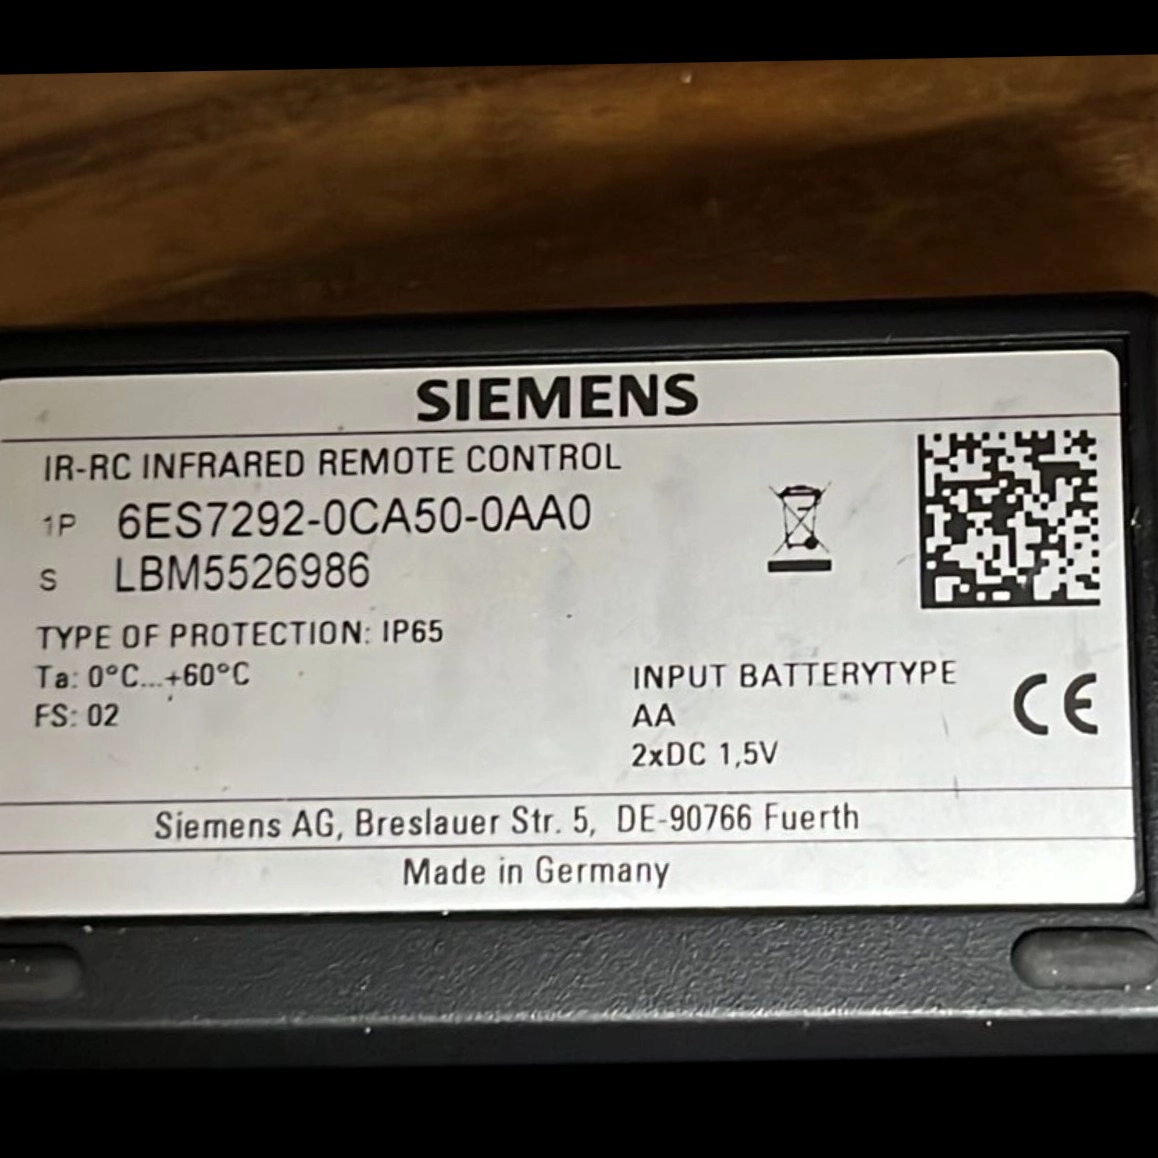 SIEMENS
IR-RC INFRARED REMOTE CONTROL
1P 6ES7292-0CA50-0AA0
S LBM5526986
TYPE OF PROTECTION: IP65
Ta: 0°C...+60°C
FS: 02
INPUT BATTERYTYPE
AA
2xDC 1,5V
CE
Siemens AG, Breslauer Str. 5, DE-90766 Fuerth
Made in Germany